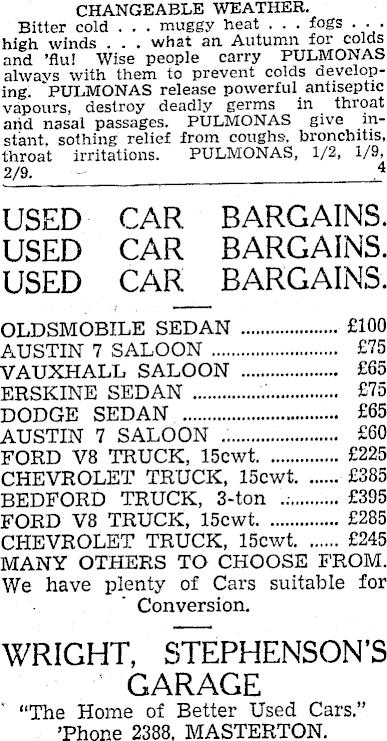 CHANGEABLE WEATHER.
Bitter cold . . . muggy heat . . . fogs . . .
high winds . . . what an Autumn for colds
and 'flu! Wise people carry PULMONAS
always with them to prevent colds develop-
ing. PULMONAS release powerful antiseptic
vapours, destroy deadly germs in throat
and nasal passages. PULMONAS give in-
stant, sothing relief from coughs, bronchitis,
throat irritations. PULMONAS, 1/2, 1/9,
2/9. 4
USED CAR BARGAINS.
USED CAR BARGAINS.
USED CAR BARGAINS.
OLDSMOBILE SEDAN ................... £100
AUSTIN 7 SALOON ......................... £75
VAUXHALL SALOON ................... £65
ERSKINE SEDAN .......................... £75
DODGE SEDAN ............................ £65
AUSTIN 7 SALOON ....................... £60
FORD V8 TRUCK, 15cwt. ............. £225
CHEVROLET TRUCK, 15cwt. ...... £385
BEDFORD TRUCK, 3-ton ........... £395
FORD V8 TRUCK, 15cwt. ............. £285
CHEVROLET TRUCK, 15cwt. ...... £245
MANY OTHERS TO CHOOSE FROM.
We have plenty of Cars suitable for
Conversion.
WRIGHT, STEPHENSON'S
GARAGE
"The Home of Better Used Cars."
'Phone 2388, MASTERTON.